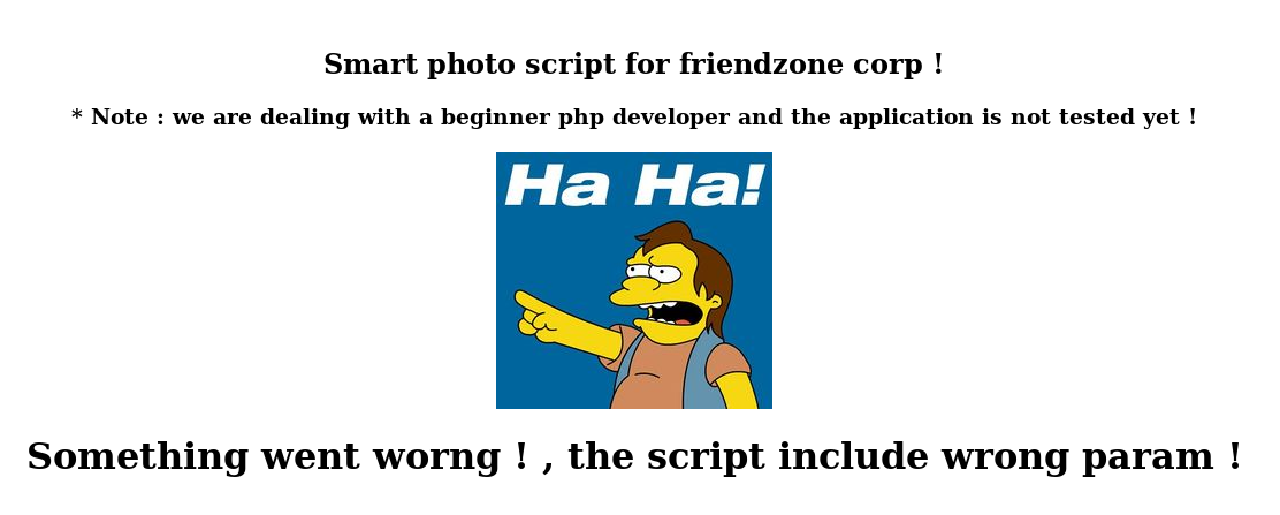 Smart photo script for friendzone corp !
* Note : we are dealing with a beginner php developer and the application is not tested yet !
Ha Ha!
Something went worng ! , the script include wrong param !